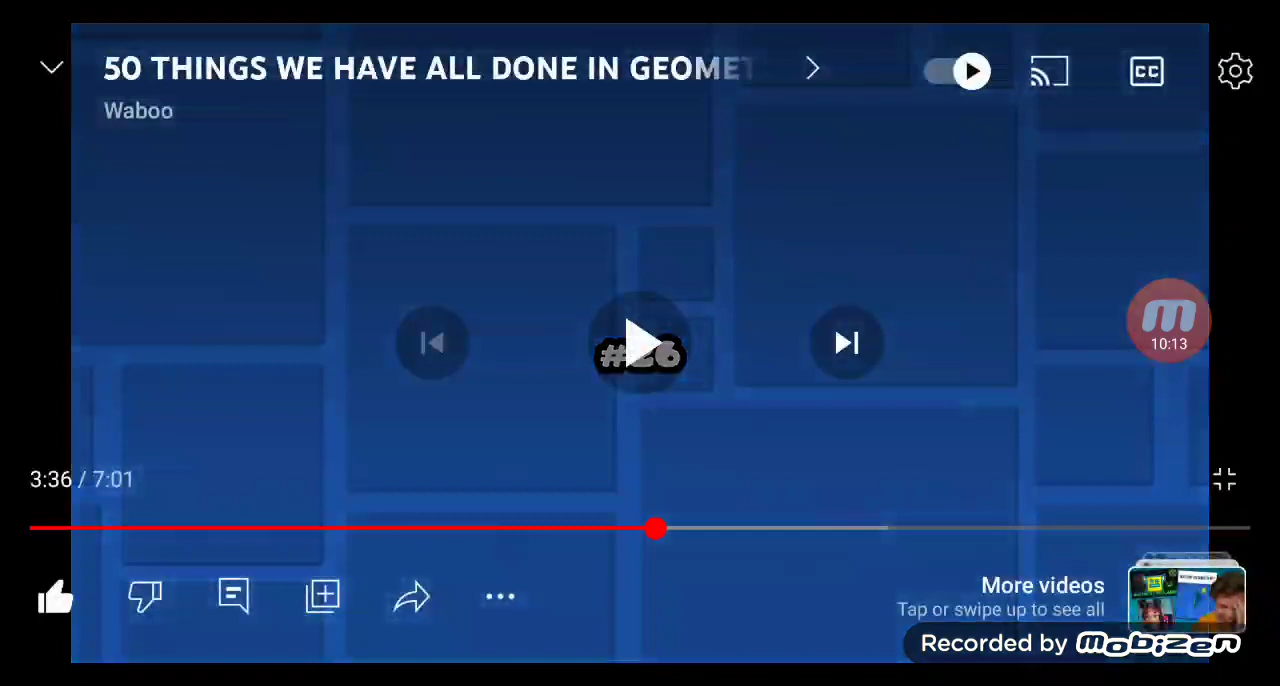 50 THINGS WE HAVE ALL DONE IN GEOMET
Waboo
CC
#26
m
10:13
3:36 / 7:01
More videos
Tap or swipe up to see all
Recorded by Mobizen